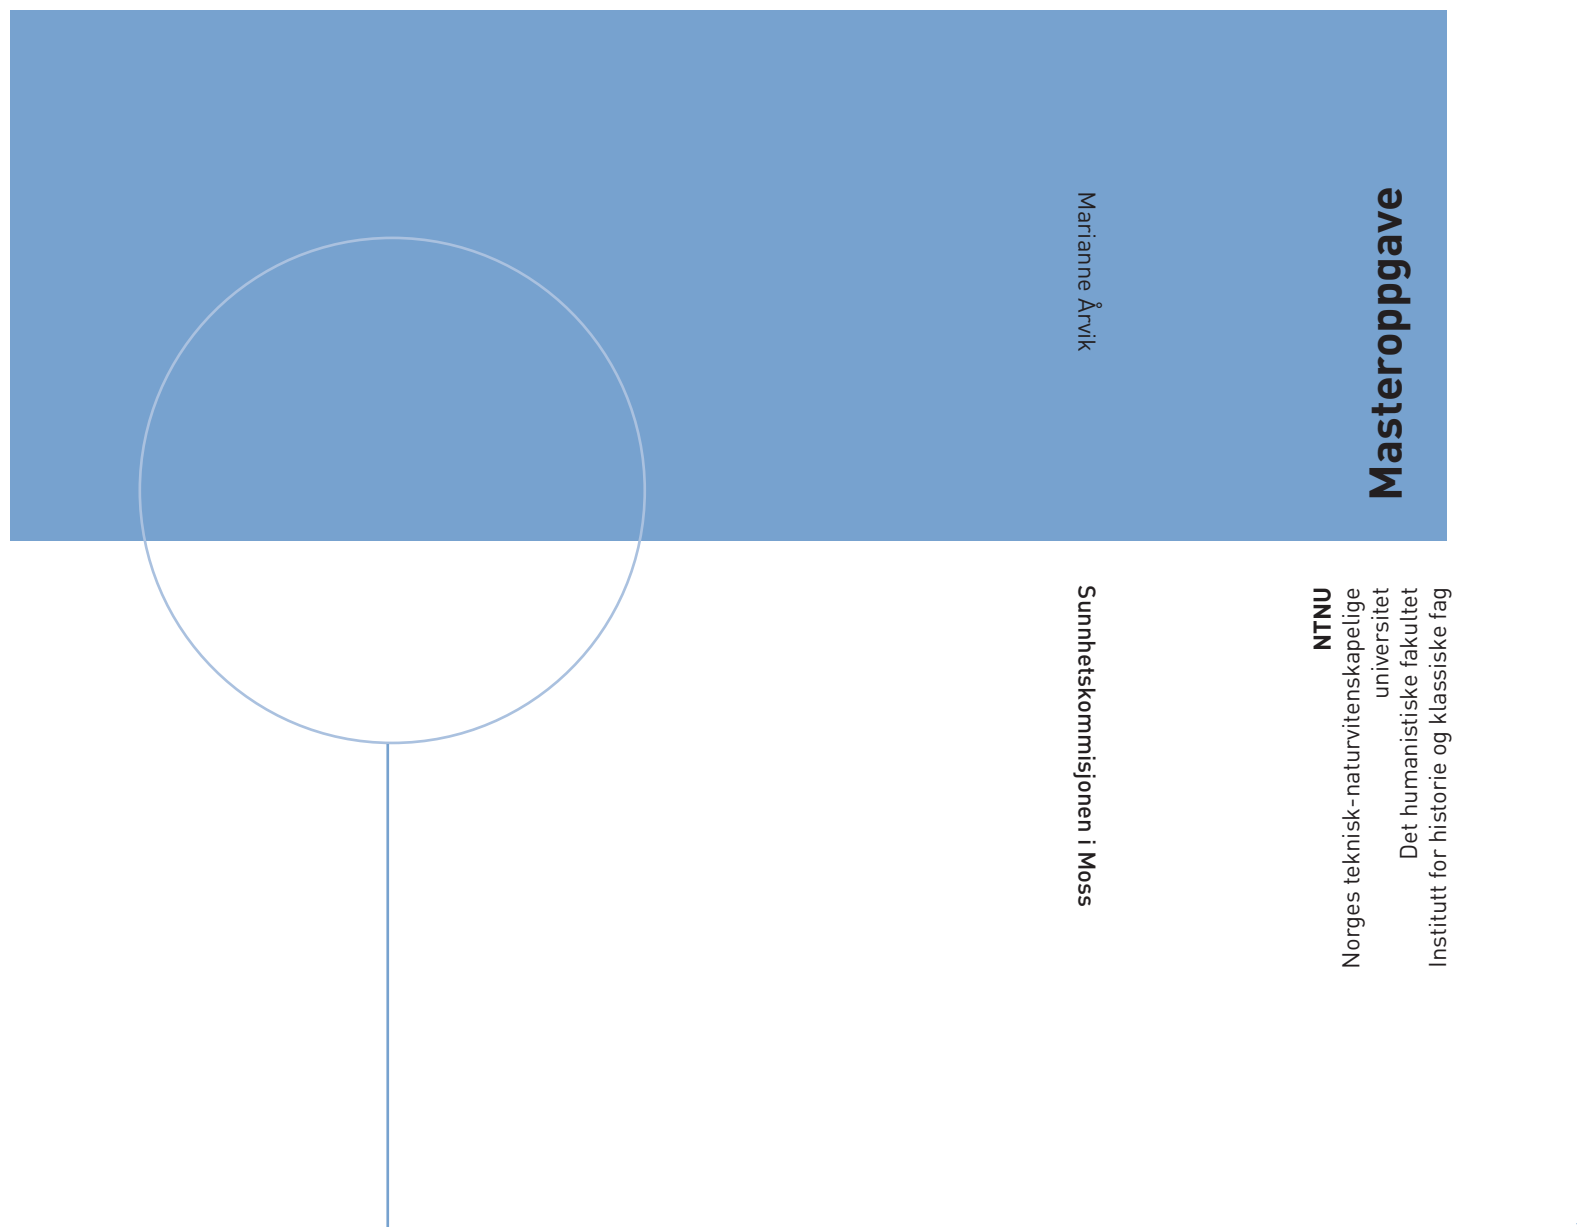 Marianne Årvik
Sunnhetskommisjonen i Moss
Masteroppgave
NTNU
Norges teknisk-naturvitenskapelige
universitet
Det humanistiske fakultet
Institutt for historie og klassiske fag